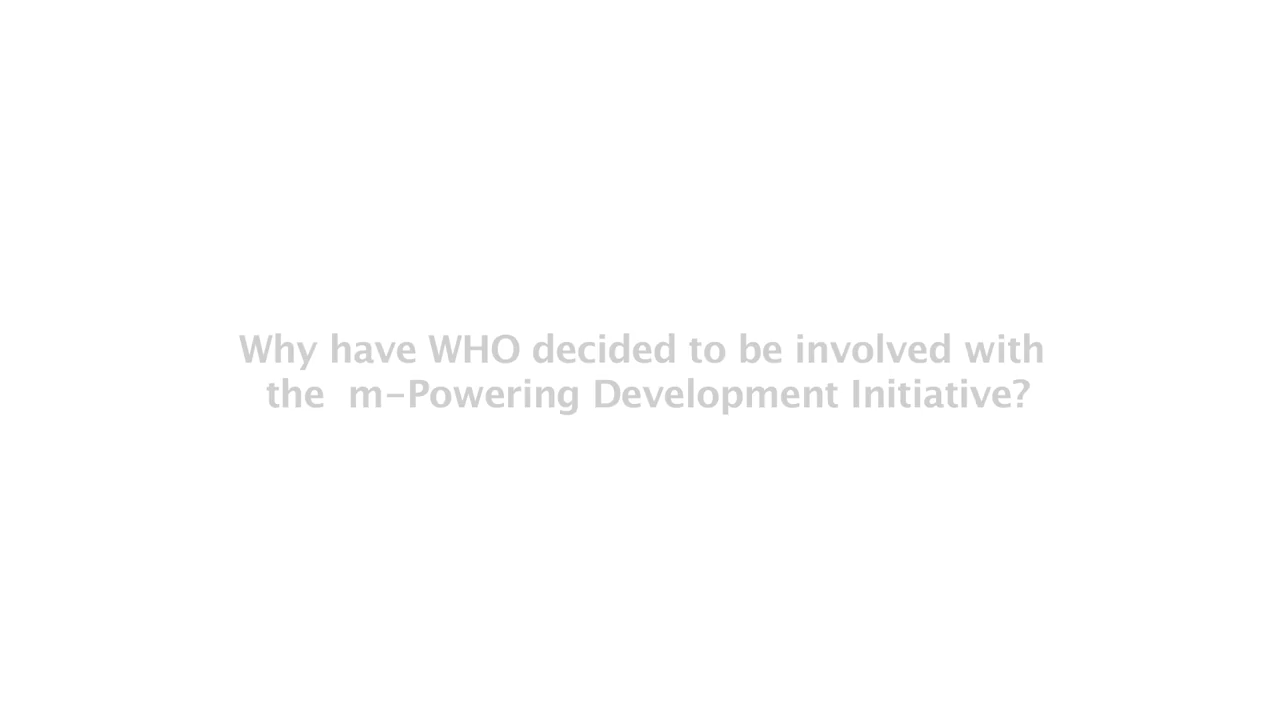 Why have WHO decided to be involved with
the  m-Powering Development Initiative?